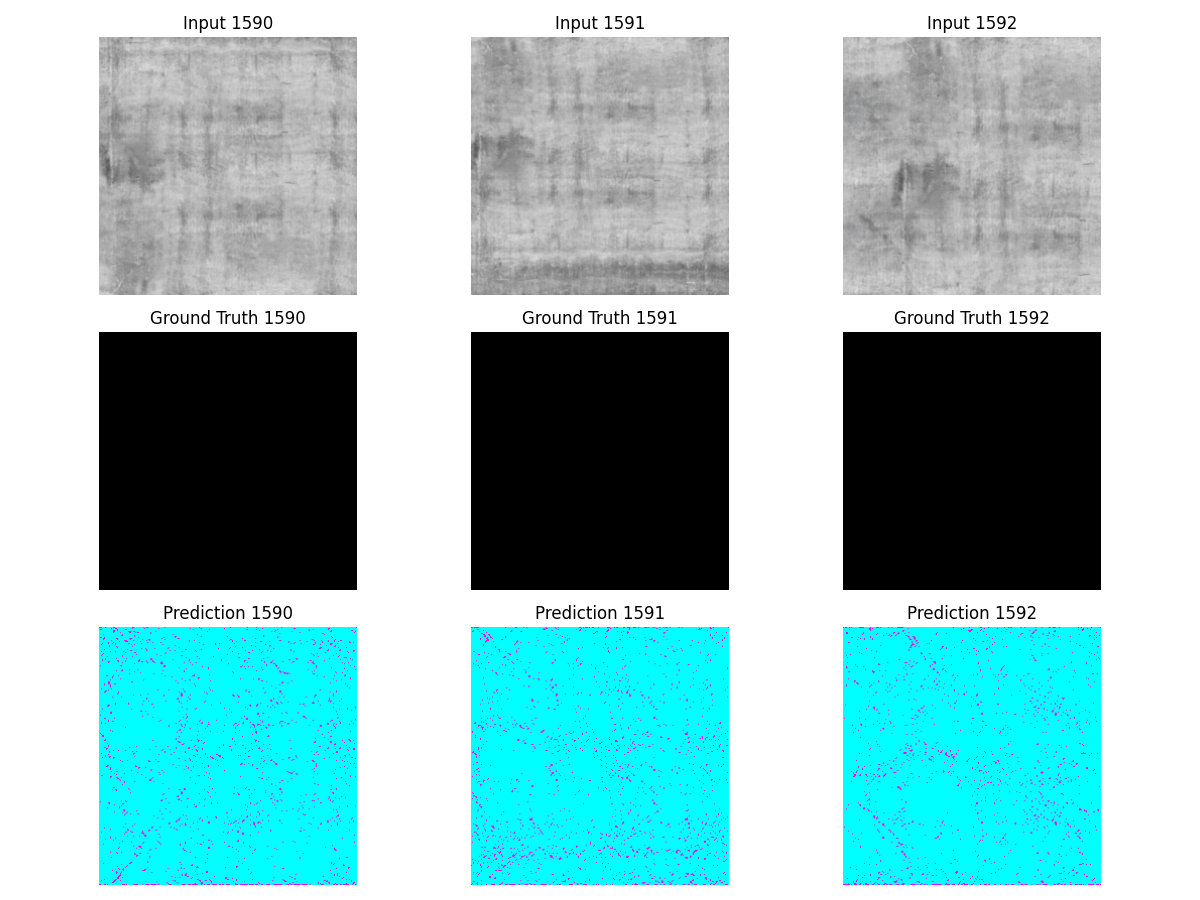 Input 1590
Input 1591
Input 1592
Ground Truth 1590
Ground Truth 1591
Ground Truth 1592
Prediction 1590
Prediction 1591
Prediction 1592